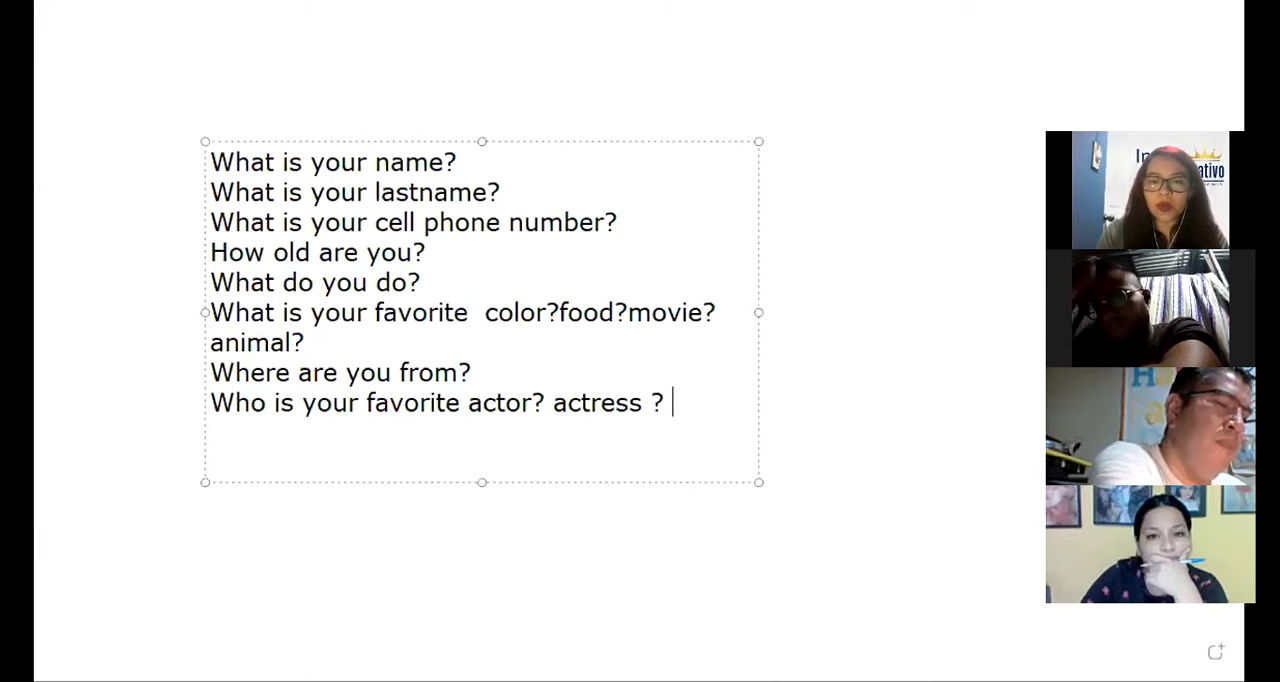 What is your name?
What is your lastname?
What is your cell phone number?
How old are you?
What do you do?
What is your favorite  color?food?movie?
animal?
Where are you from?
Who is your favorite actor? actress ?